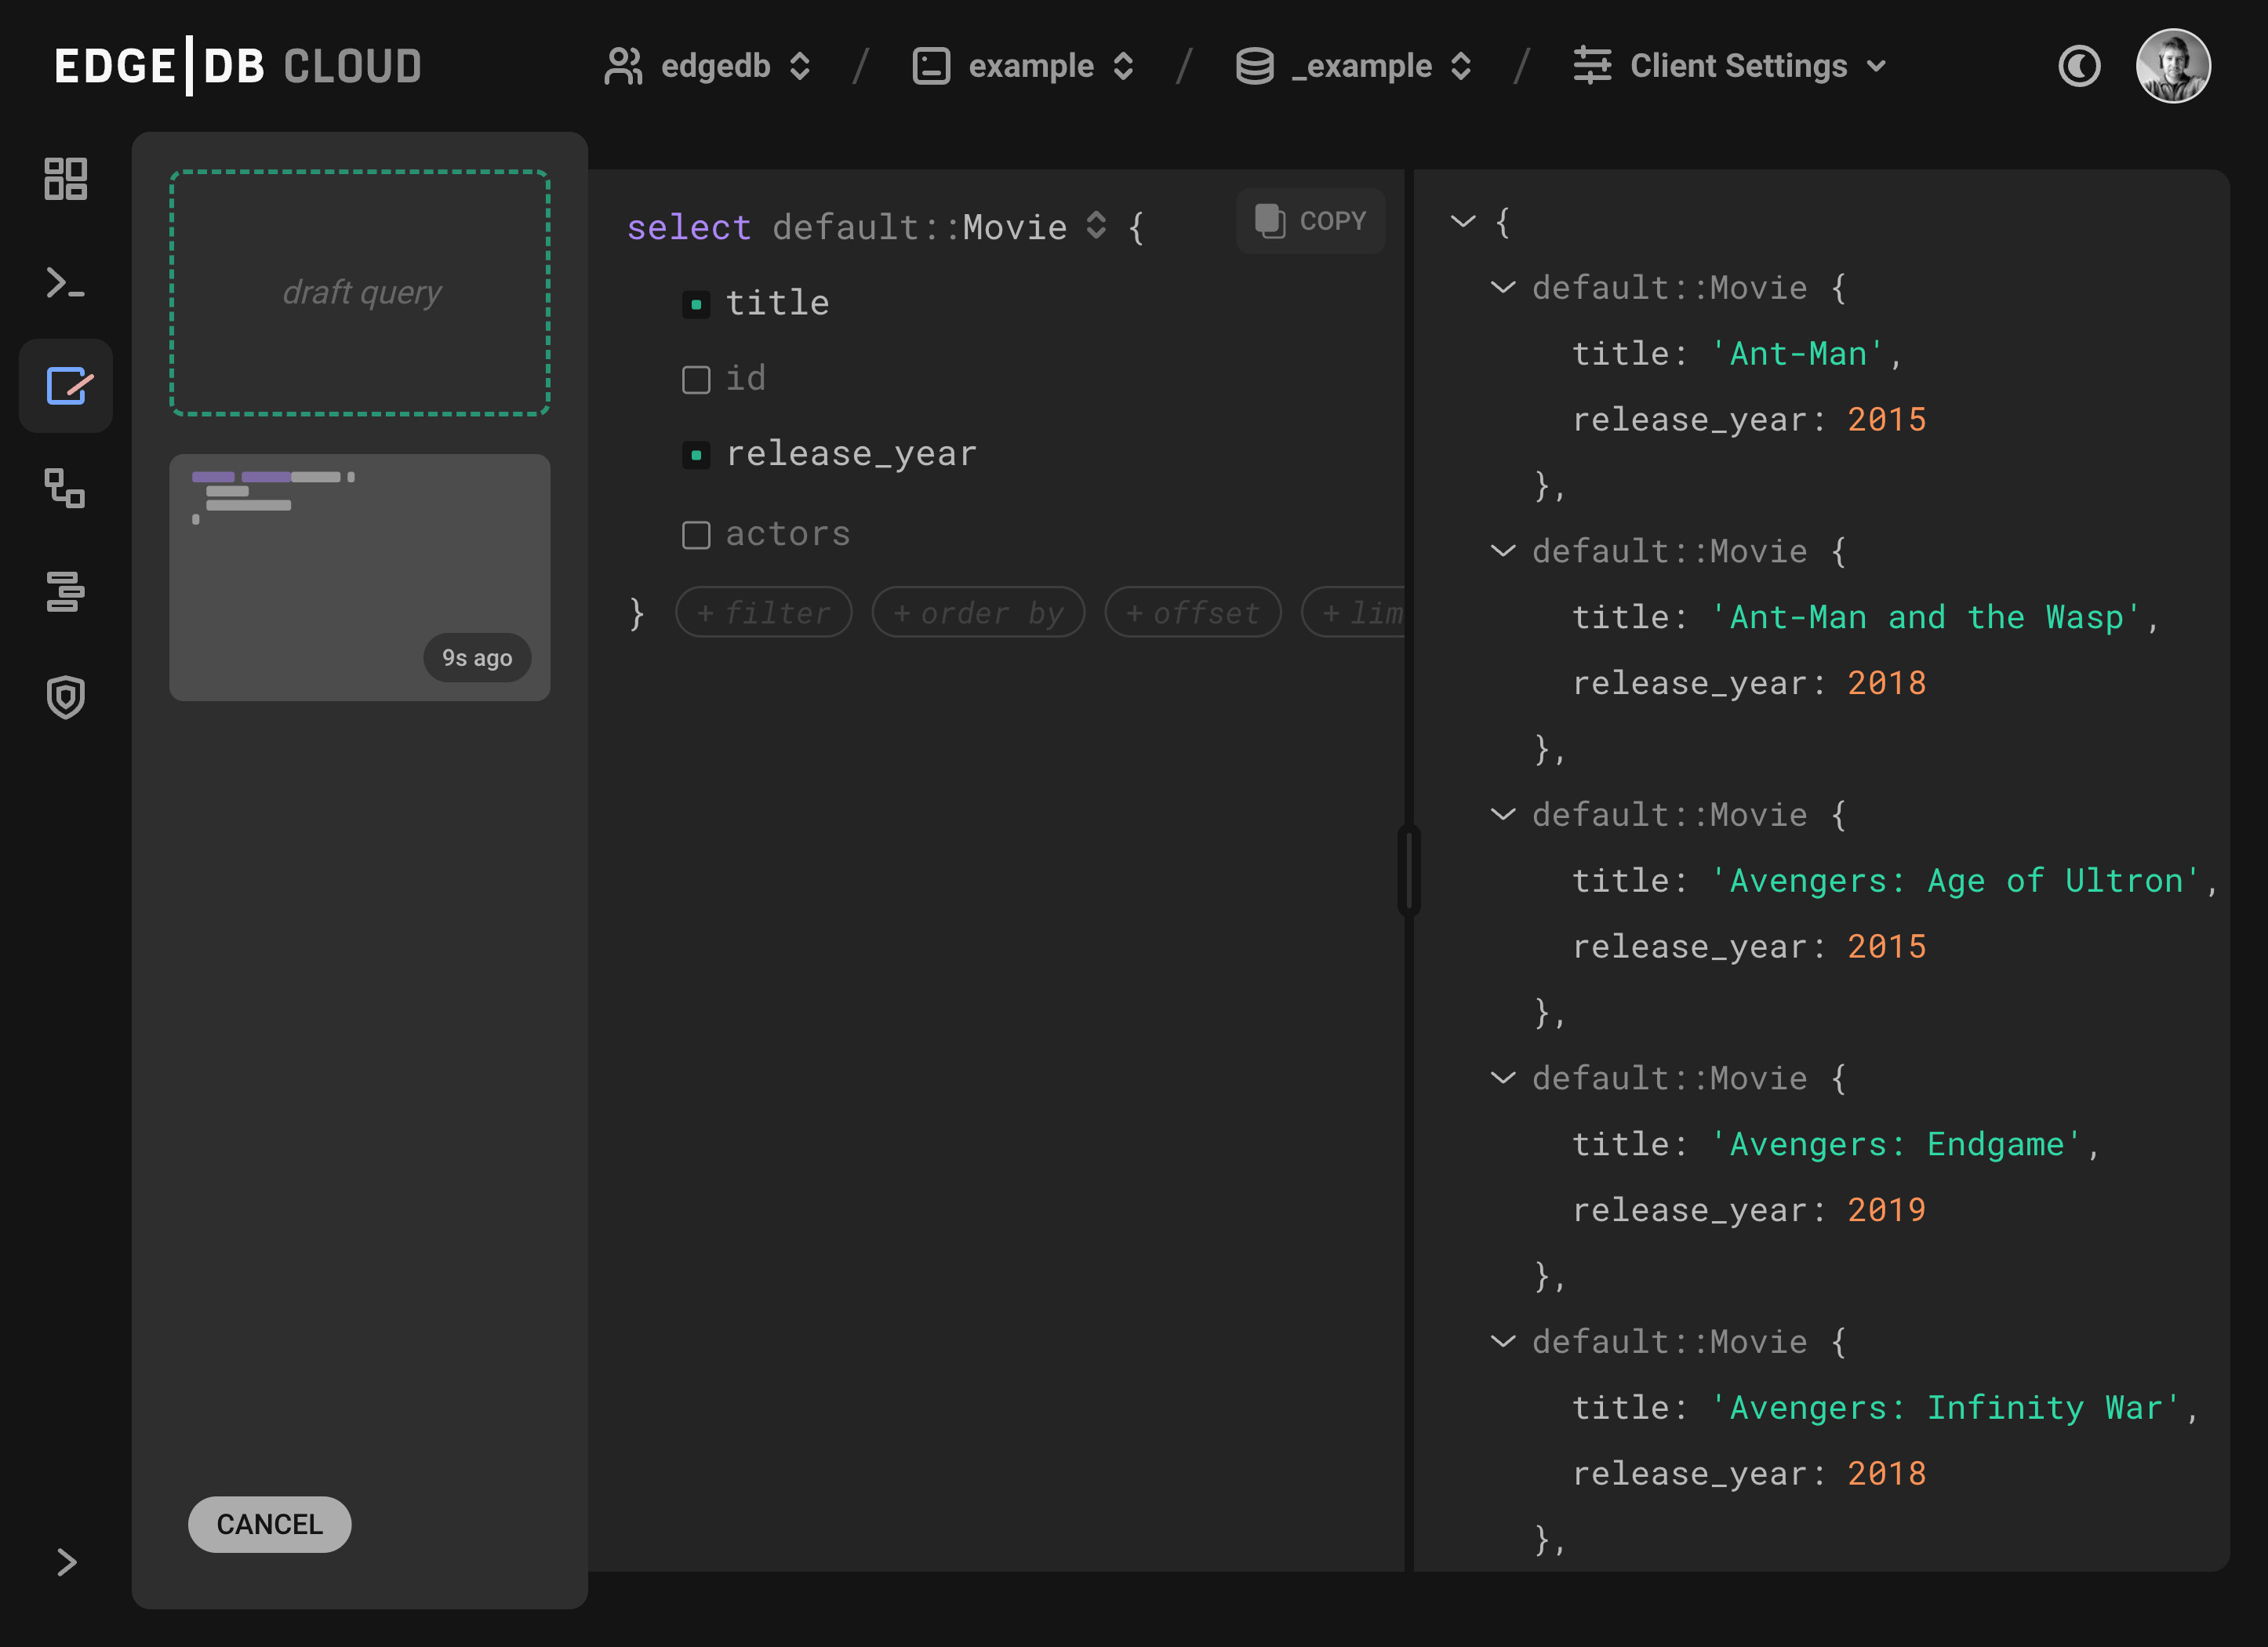 EDGE|DB CLOUD
edgedb / example / _example / Client Settings
draft query
9s ago
CANCEL
select default::Movie {
COPY
title
id
release_year
actors
} + filter + order by + offset + lim
{
default::Movie {
title: 'Ant-Man',
release_year: 2015
},
default::Movie {
title: 'Ant-Man and the Wasp',
release_year: 2018
},
default::Movie {
title: 'Avengers: Age of Ultron',
release_year: 2015
},
default::Movie {
title: 'Avengers: Endgame',
release_year: 2019
},
default::Movie {
title: 'Avengers: Infinity War',
release_year: 2018
},